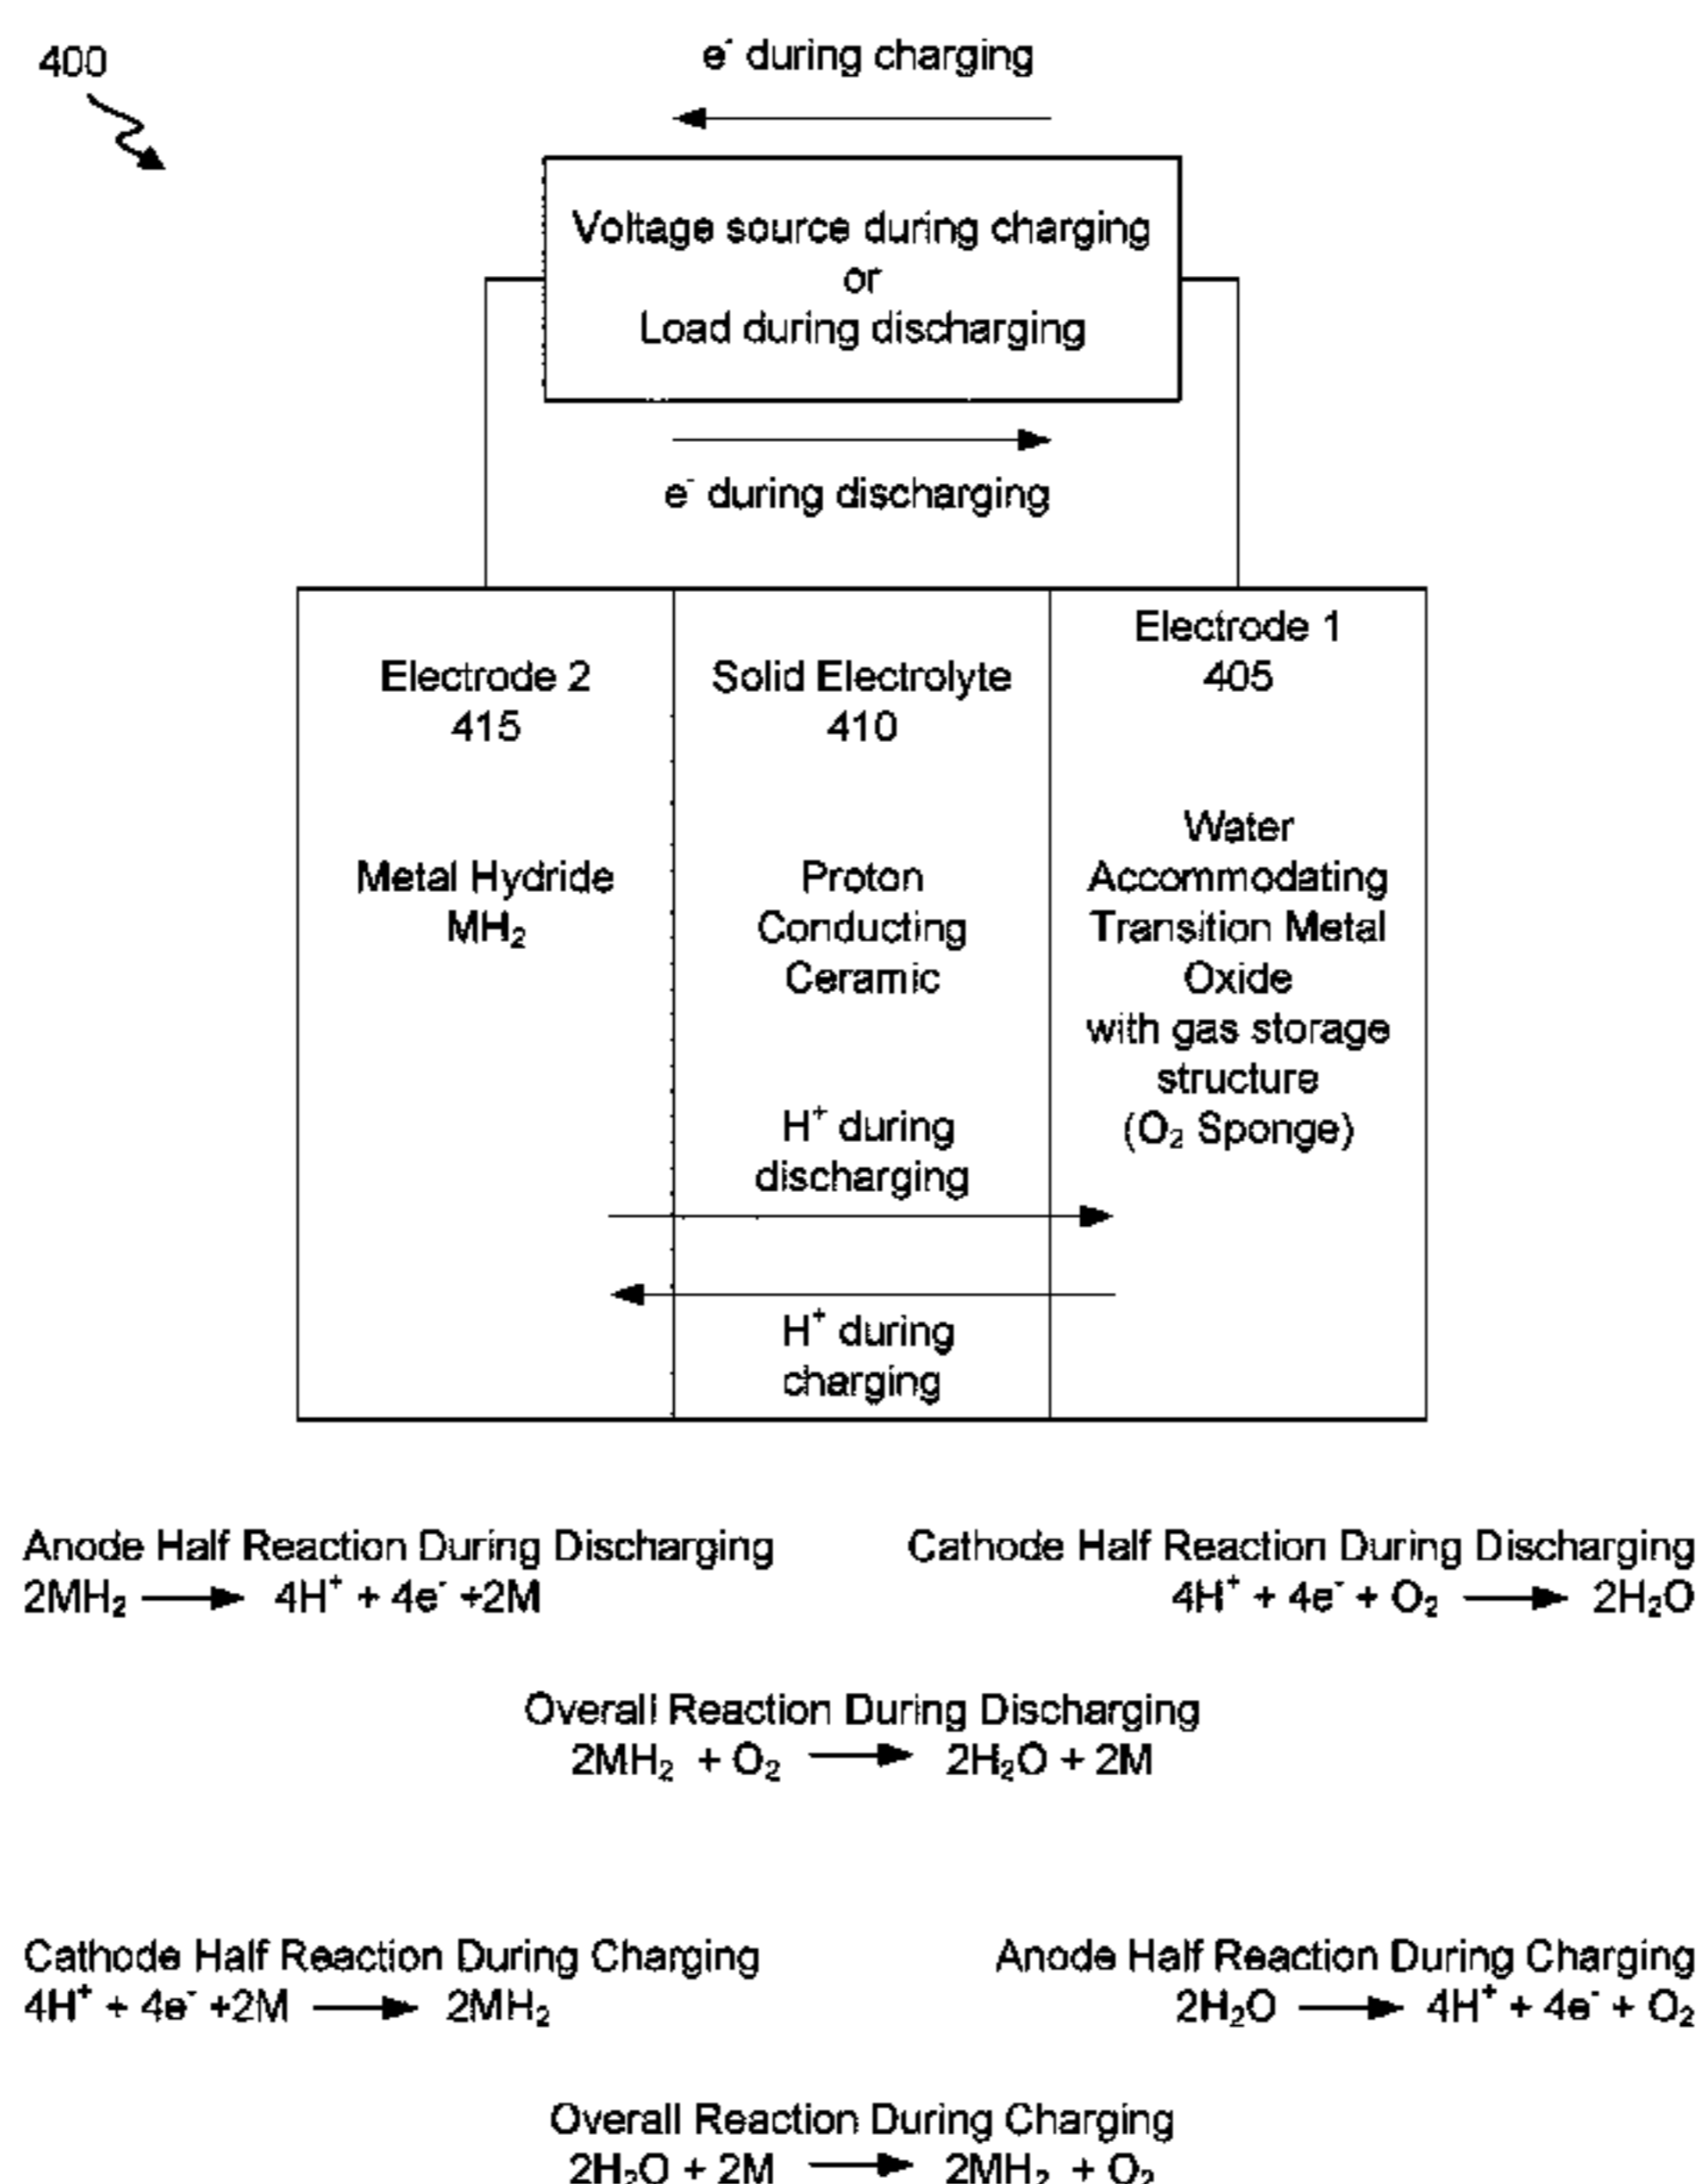 400
e⁻ during charging
Voltage source during charging
or
Load during discharging
e⁻ during discharging
Electrode 2
415
Metal Hydride
MH₂
Solid Electrolyte
410
Proton
Conducting
Ceramic
H⁺ during
discharging
H⁺ during
charging
Electrode 1
405
Water
Accommodating
Transition Metal
Oxide
with gas storage
structure
(O₂ Sponge)
Anode Half Reaction During Discharging
2MH₂ → 4H⁺ + 4e⁻ +2M
Cathode Half Reaction During Discharging
4H⁺ + 4e⁻ + O₂ → 2H₂O
Overall Reaction During Discharging
2MH₂ + O₂ → 2H₂O + 2M
Cathode Half Reaction During Charging
4H⁺ + 4e⁻ +2M → 2MH₂
Anode Half Reaction During Charging
2H₂O → 4H⁺ + 4e⁻ + O₂
Overall Reaction During Charging
2H₂O + 2M → 2MH₂ + O₂